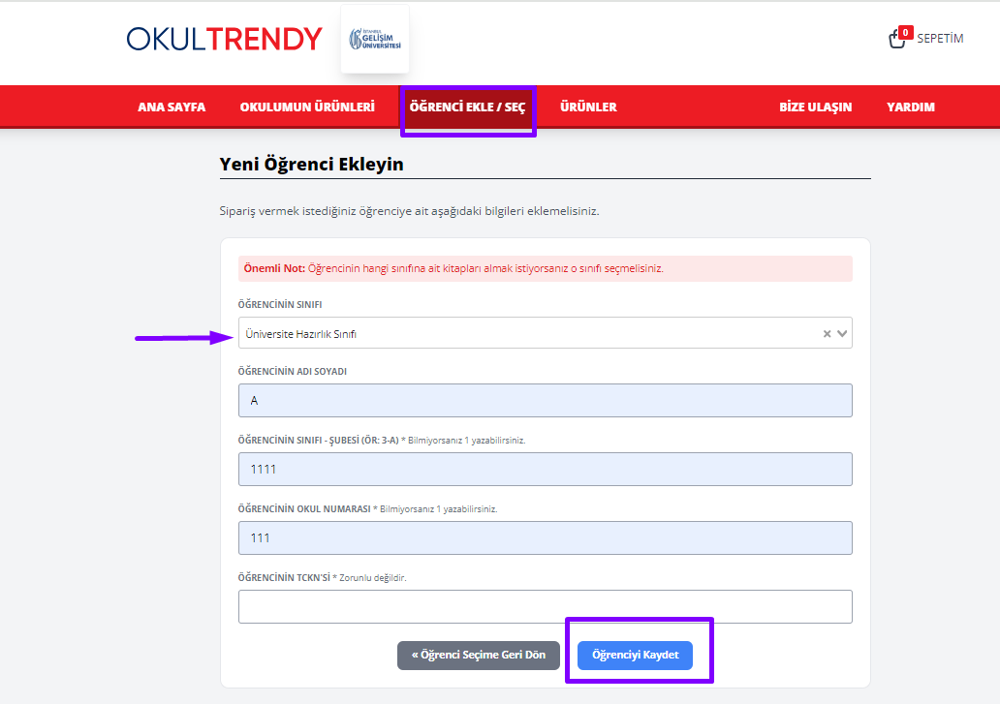 OKULTRENDY
İSTANBUL
GELİŞİM
ÜNİVERSİTESİ
0 SEPETİM
ANA SAYFA OKULUMUN ÜRÜNLERİ ÖĞRENCİ EKLE / SEÇ ÜRÜNLER BİZE ULAŞIN YARDIM
Yeni Öğrenci Ekleyin
Sipariş vermek istediğiniz öğrenciye ait aşağıdaki bilgileri eklemelisiniz.
Önemli Not: Öğrencinin hangi sınıfına ait kitapları almak istiyorsanız o sınıfı seçmelisiniz.
ÖĞRENCİNİN SINIFI
Üniversite Hazırlık Sınıfı
ÖĞRENCİNİN ADI SOYADI
A
ÖĞRENCİNİN SINIFI - ŞUBESİ (ÖR: 3-A) * Bilmiyorsanız 1 yazabilirsiniz.
1111
ÖĞRENCİNİN OKUL NUMARASI * Bilmiyorsanız 1 yazabilirsiniz.
111
ÖĞRENCİNİN TCKN'Sİ * Zorunlu değildir.
« Öğrenci Seçime Geri Dön Öğrenciyi Kaydet